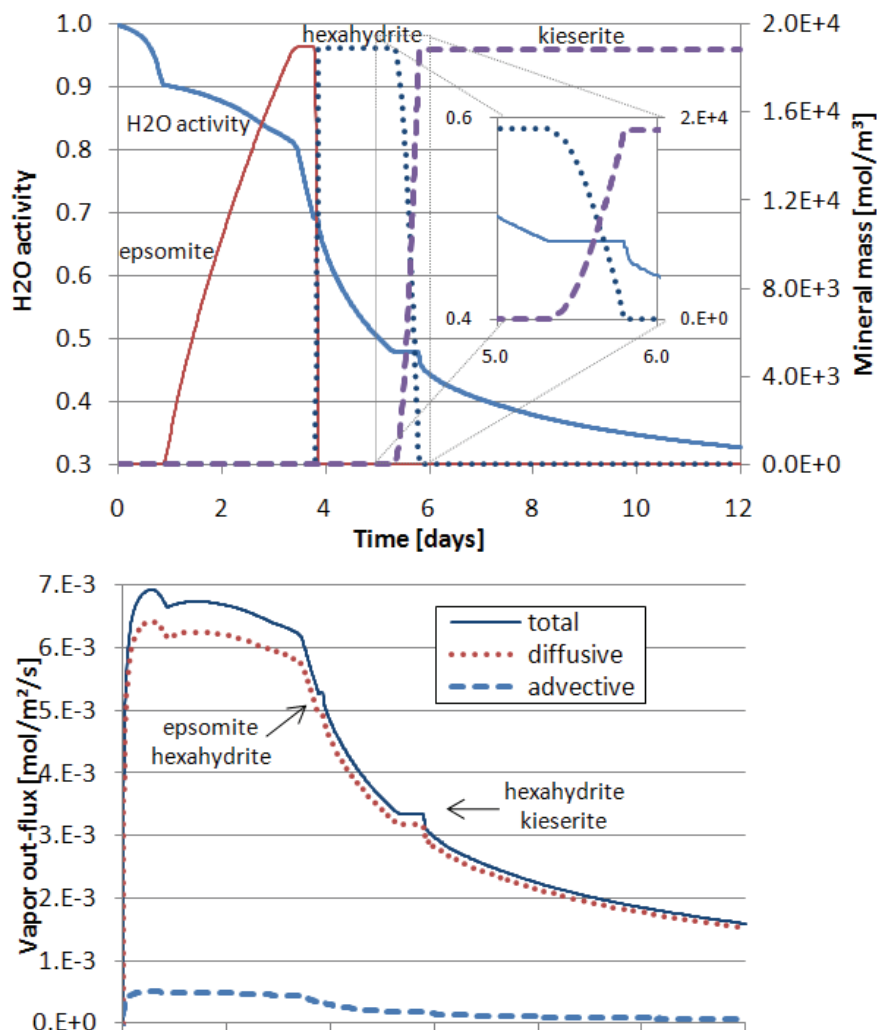 1.0
0.9
0.8
0.7
0.6
0.5
0.4
0.3
H2O activity
hexahydrite
kieserite
H2O activity
epsomite
0.6
0.4
5.0
6.0
2.E+4
0.E+0
2.0E+4
1.6E+4
1.2E+4
8.0E+3
4.0E+3
0.0E+0
Mineral mass [mol/m³]
0 2 4 6 8 10 12
Time [days]
7.E-3
6.E-3
5.E-3
4.E-3
3.E-3
2.E-3
1.E-3
0.E+0
Vapor out-flux [mol/m²/s]
total
diffusive
advective
epsomite
hexahydrite
hexahydrite
kieserite